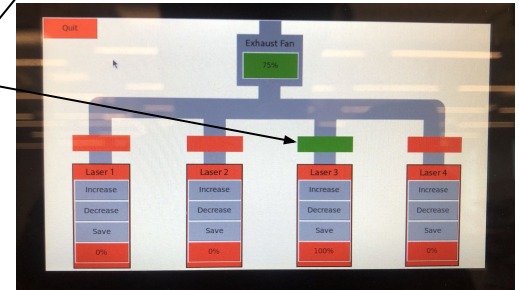 Quit
Exhaust Fan
75%
Laser 1
Increase
Decrease
Save
0%
Laser 2
Increase
Decrease
Save
0%
Laser 3
Increase
Decrease
Save
100%
Laser 4
Increase
Decrease
Save
0%